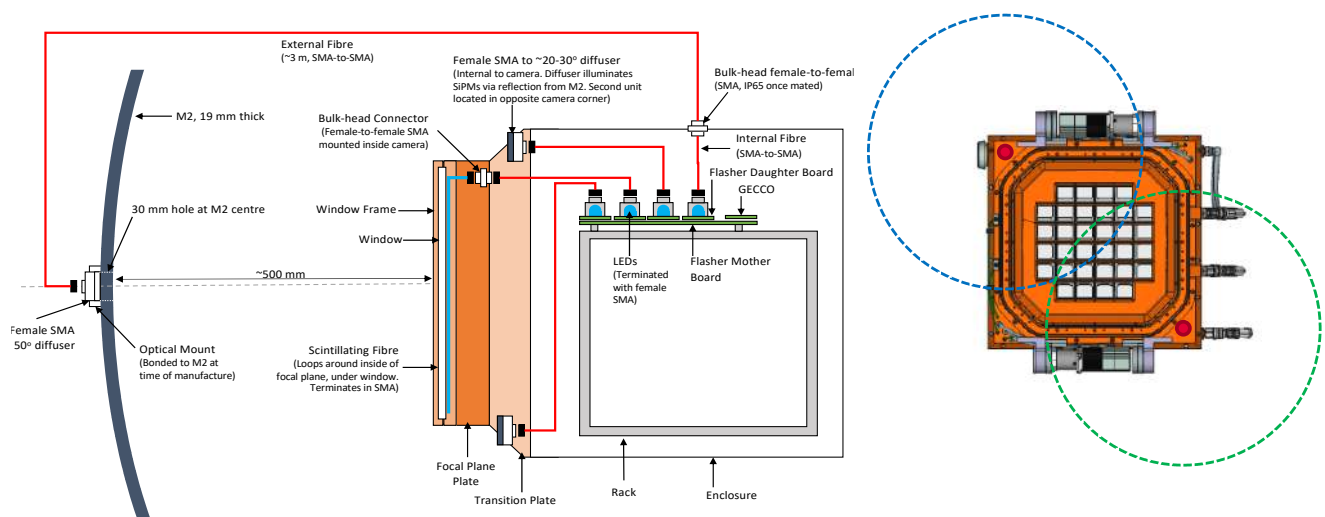 External Fibre
(~3 m, SMA-to-SMA)
Female SMA to ~20-30° diffuser
(Internal to camera. Diffuser illuminates
SiPMs via reflection from M2. Second unit
located in opposite camera corner)
Bulk-head female-to-femal
(SMA, IP65 once mated)
M2, 19 mm thick
Bulk-head Connector
(Female-to-female SMA
mounted inside camera)
Internal Fibre
(SMA-to-SMA)
Flasher Daughter Board
GECCO
30 mm hole at M2 centre
Window Frame
Window
~500 mm
LEDs
(Terminated
with female
SMA)
Flasher Mother
Board
Female SMA
50° diffuser
Optical Mount
(Bonded to M2 at
time of manufacture)
Scintillating Fibre
(Loops around inside of
focal plane, under window.
Terminates in SMA)
Focal Plane
Plate
Transition Plate
Rack
Enclosure